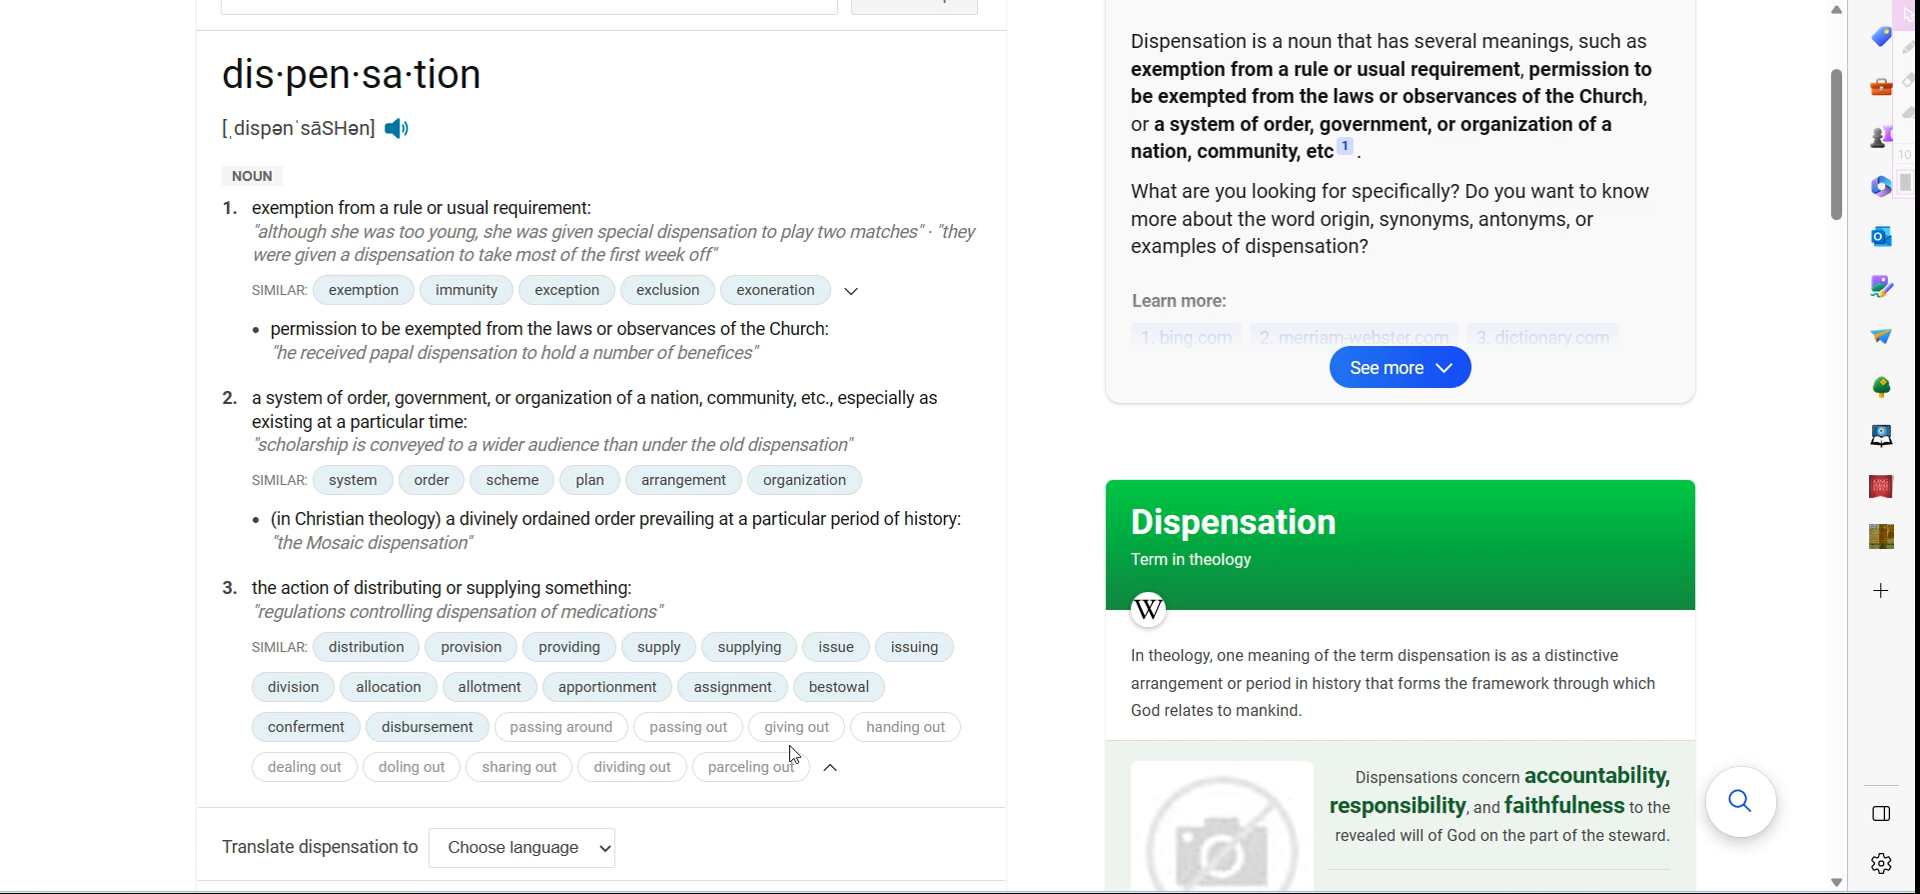 dis·pen·sa·tion
[ˌdispənˈsāSHən]
NOUN
1. exemption from a rule or usual requirement:
"although she was too young, she was given special dispensation to play two matches" · "they
were given a dispensation to take most of the first week off"
SIMILAR: exemption immunity exception exclusion exoneration
• permission to be exempted from the laws or observances of the Church:
"he received papal dispensation to hold a number of benefices"
2. a system of order, government, or organization of a nation, community, etc., especially as
existing at a particular time:
"scholarship is conveyed to a wider audience than under the old dispensation"
SIMILAR: system order scheme plan arrangement organization
• (in Christian theology) a divinely ordained order prevailing at a particular period of history:
"the Mosaic dispensation"
3. the action of distributing or supplying something:
"regulations controlling dispensation of medications"
SIMILAR: distribution provision providing supply supplying issue issuing
division allocation allotment apportionment assignment bestowal
conferment disbursement passing around passing out giving out handing out
dealing out doling out sharing out dividing out parceling out
Translate dispensation to Choose language
Dispensation is a noun that has several meanings, such as
exemption from a rule or usual requirement, permission to
be exempted from the laws or observances of the Church,
or a system of order, government, or organization of a
nation, community, etc 1 .
What are you looking for specifically? Do you want to know
more about the word origin, synonyms, antonyms, or
examples of dispensation?
Learn more:
1. bing.com 2. merriam-webster.com 3. dictionary.com
See more
Dispensation
Term in theology
W
In theology, one meaning of the term dispensation is as a distinctive
arrangement or period in history that forms the framework through which
God relates to mankind.
Dispensations concern accountability,
responsibility, and faithfulness to the
revealed will of God on the part of the steward.
10